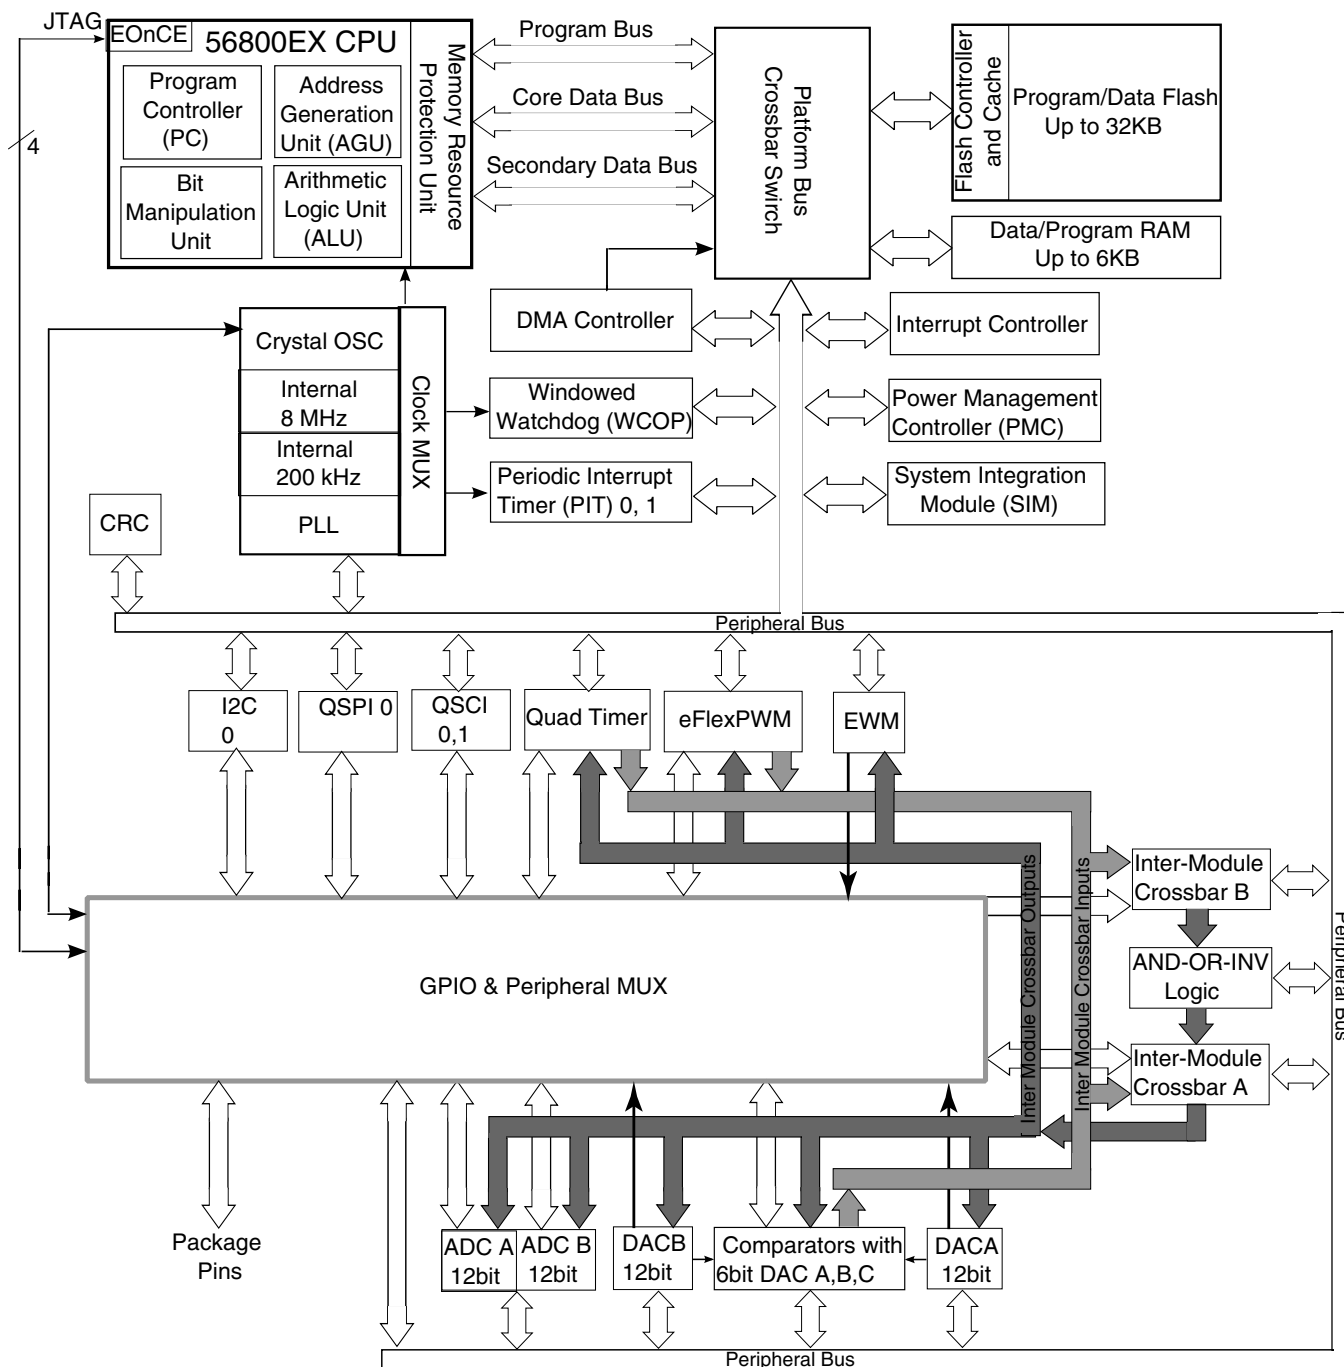 JTAG
EOnCE
56800EX CPU
Program
Controller
(PC)
Address
Generation
Unit (AGU)
Bit
Manipulation
Unit
Arithmetic
Logic Unit
(ALU)
Memory Resource
Protection Unit
4
Program Bus
Core Data Bus
Secondary Data Bus
Platform Bus
Crossbar Swirch
Flash Controller
and Cache
Program/Data Flash
Up to 32KB
Data/Program RAM
Up to 6KB
DMA Controller
Interrupt Controller
Crystal OSC
Internal
8 MHz
Internal
200 kHz
PLL
Clock MUX
Windowed
Watchdog (WCOP)
Power Management
Controller (PMC)
Periodic Interrupt
Timer (PIT) 0, 1
System Integration
Module (SIM)
CRC
Peripheral Bus
I2C
0
QSPI 0
QSCI
0,1
Quad Timer
eFlexPWM
EWM
Inter Module Crossbar Outputs
Inter Module Crossbar Inputs
Inter-Module
Crossbar B
AND-OR-INV
Logic
Inter-Module
Crossbar A
Peripheral Bus
GPIO & Peripheral MUX
Package
Pins
ADC A
12bit
ADC B
12bit
DACB
12bit
Comparators with
6bit DAC A,B,C
DACA
12bit
Peripheral Bus